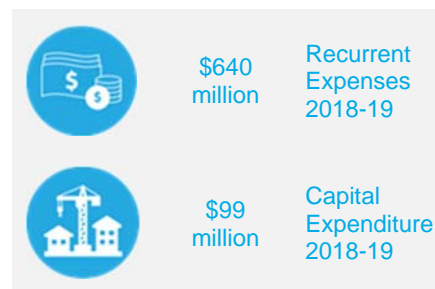 $640
million
Recurrent
Expenses
2018-19
$99
million
Capital
Expenditure
2018-19